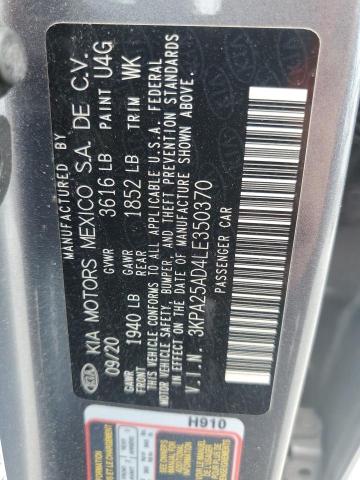 MANUFACTURED BY
KIA KIA MOTORS MEXICO S.A. DE C.V.
09/20 GVWR 3616 LB PAINT U4G
GAWR FRONT 1940 LB GAWR REAR 1852 LB TRIM WK
THIS VEHICLE CONFORMS TO ALL APPLICABLE U.S.A. FEDERAL
MOTOR VEHICLE SAFETY, BUMPER, AND THEFT PREVENTION
STANDARDS IN EFFECT ON THE DATE OF MANUFACTURE SHOWN ABOVE.
V.I.N. 3KPA25AD4LE350370
PASSENGER CAR
H910